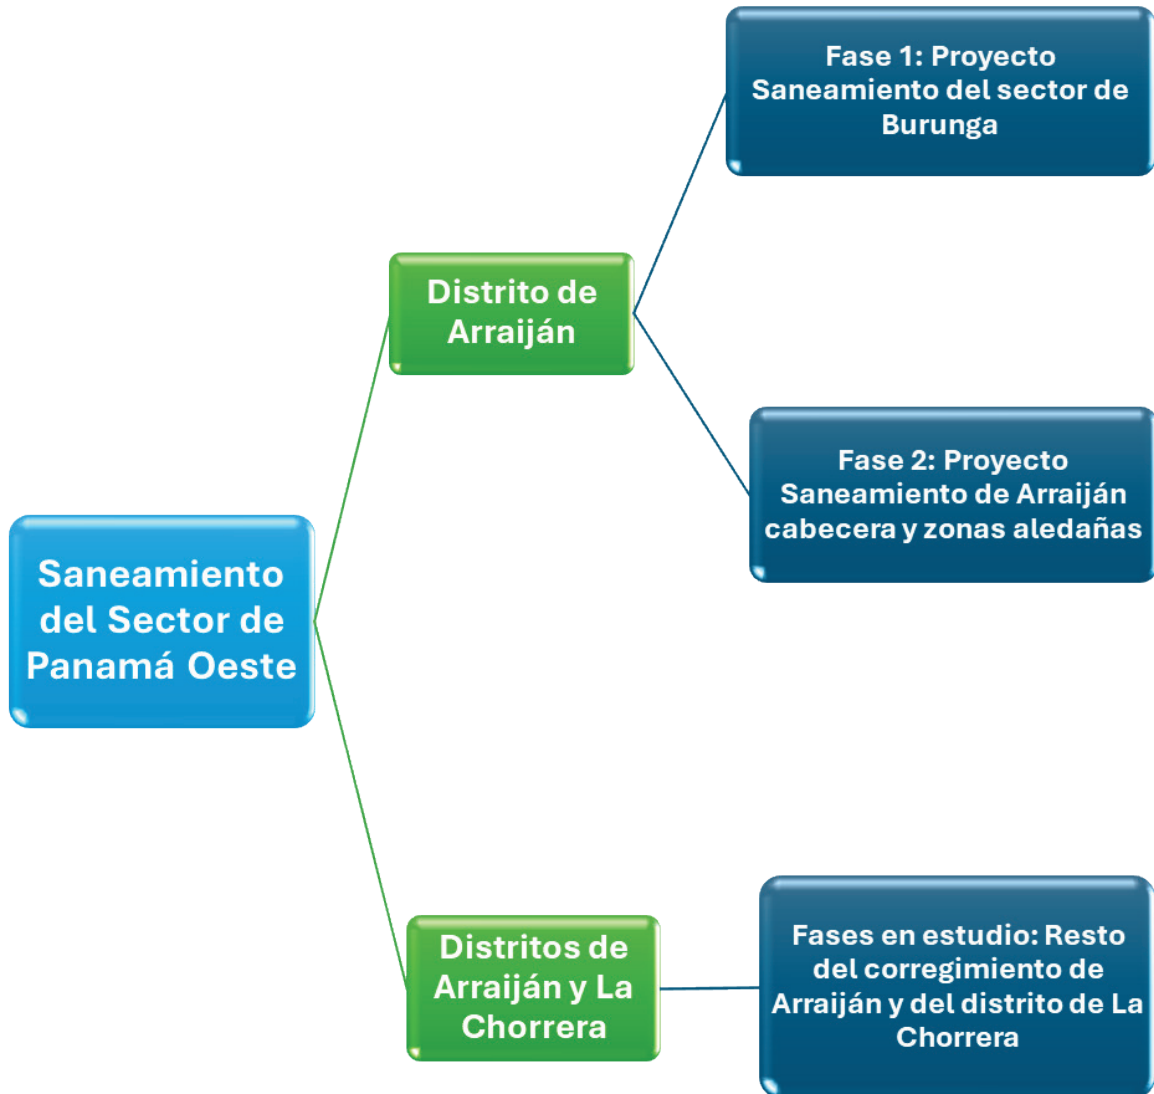 Fase 1: Proyecto
Saneamiento del sector de
Burunga
Distrito de
Arraiján
Fase 2: Proyecto
Saneamiento de Arraiján
cabecera y zonas aledañas
Saneamiento
del Sector de
Panamá Oeste
Distritos de
Arraiján y La
Chorrera
Fases en estudio: Resto
del corregimiento de
Arraiján y del distrito de La
Chorrera